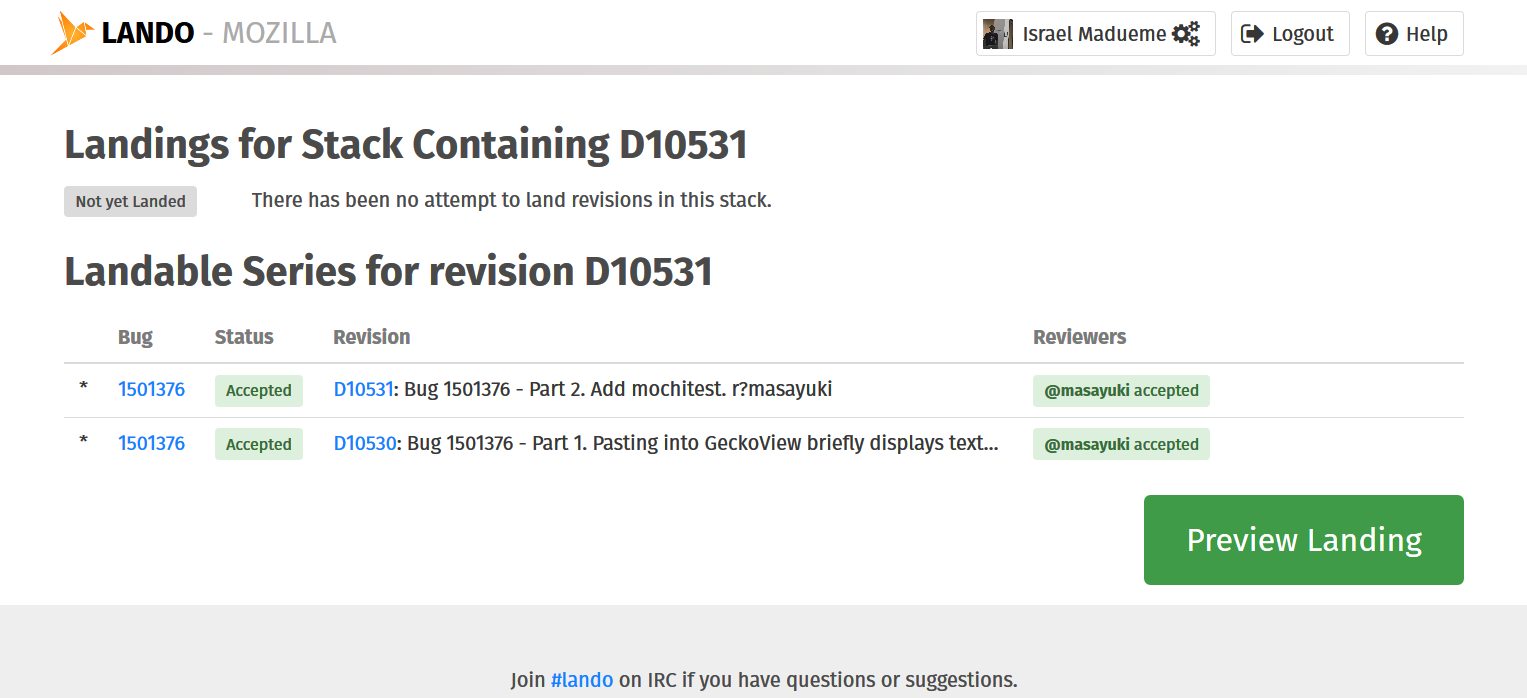 LANDO - MOZILLA Israel Madueme Logout Help
Landings for Stack Containing D10531
Not yet Landed There has been no attempt to land revisions in this stack.
Landable Series for revision D10531
Bug Status Revision Reviewers
* 1501376 Accepted D10531: Bug 1501376 - Part 2. Add mochitest. r?masayuki @masayuki accepted
* 1501376 Accepted D10530: Bug 1501376 - Part 1. Pasting into GeckoView briefly displays text... @masayuki accepted
Preview Landing
Join #lando on IRC if you have questions or suggestions.